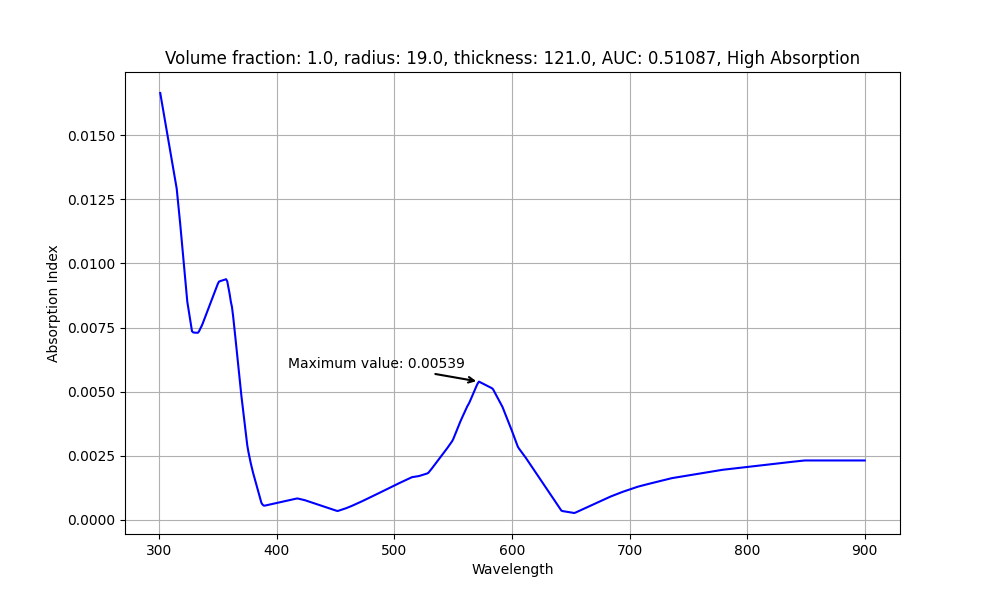 Volume fraction: 1.0, radius: 19.0, thickness: 121.0, AUC: 0.51087, High Absorption
Absorption Index
0.0150
0.0125
0.0100
0.0075
0.0050
0.0025
0.0000
Maximum value: 0.00539
300 400 500 600 700 800 900
Wavelength